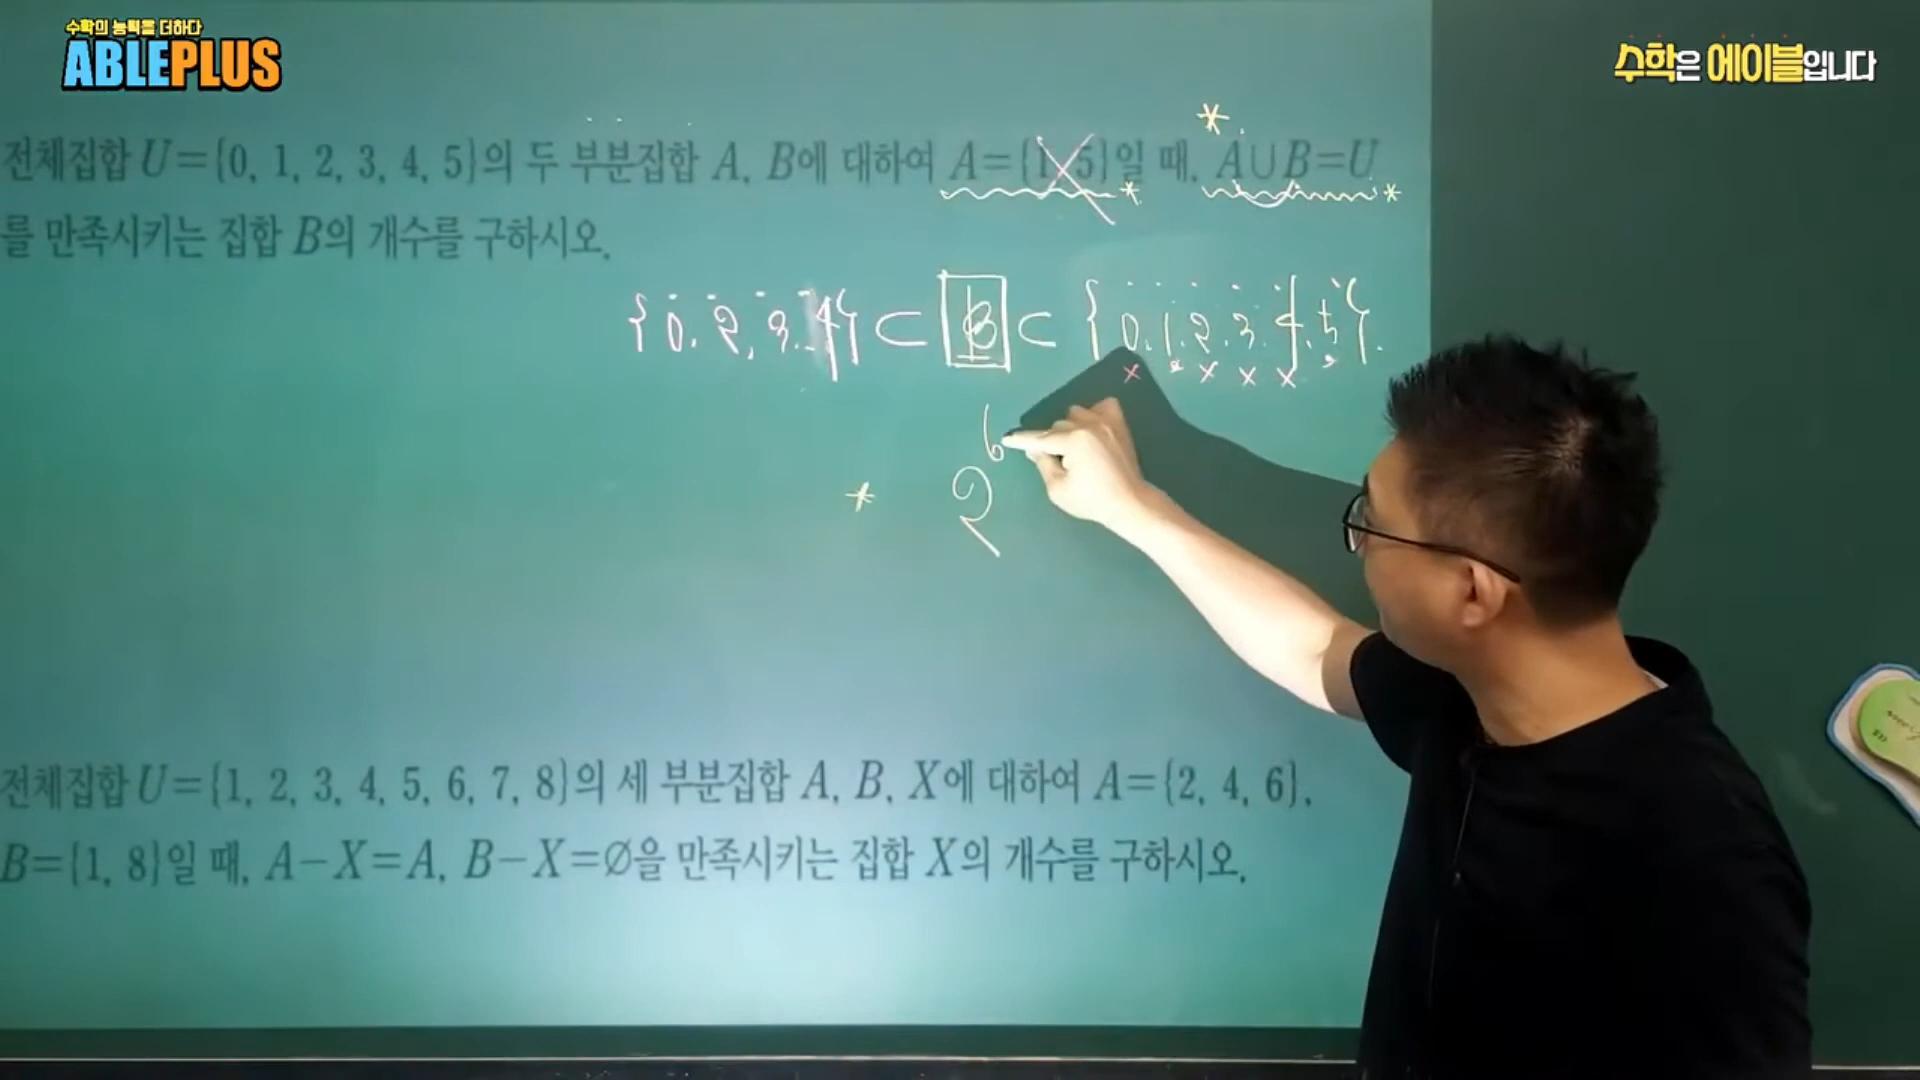 수학의 능력을 더하다
ABLEPLUS
수학은 에이블입니다
전체집합 U={0, 1, 2, 3, 4, 5}의 두 부분집합 A, B에 대하여 A={1, 5}일 때, A∪B=U
를 만족시키는 집합 B의 개수를 구하시오.
{0, 2, 3, 4} ⊂ B ⊂ {0, 1, 2, 3, 4, 5}.
2⁶
전체집합 U={1, 2, 3, 4, 5, 6, 7, 8}의 세 부분집합 A, B, X에 대하여 A={2, 4, 6},
B={1, 8}일 때, A−X=A, B−X=∅을 만족시키는 집합 X의 개수를 구하시오.